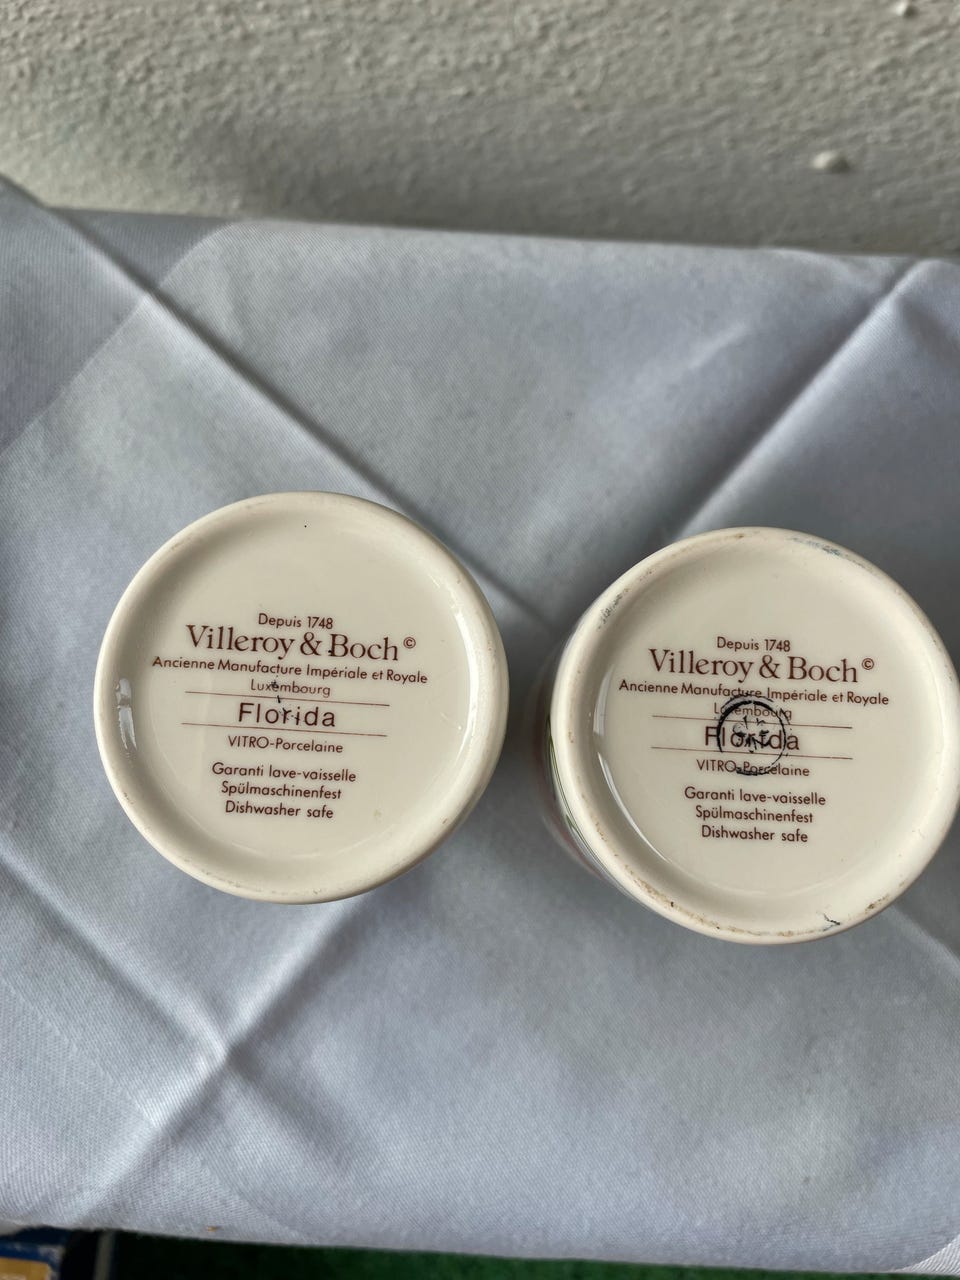 Depuis 1748
Villeroy & Boch ©
Ancienne Manufacture Impériale et Royale
Luxembourg
Florida
VITRO-Porcelaine
Garanti lave-vaisselle
Spülmaschinenfest
Dishwasher safe
Depuis 1748
Villeroy & Boch ©
Ancienne Manufacture Impériale et Royale
Luxembourg
Florida
VITRO-Porcelaine
Garanti lave-vaisselle
Spülmaschinenfest
Dishwasher safe